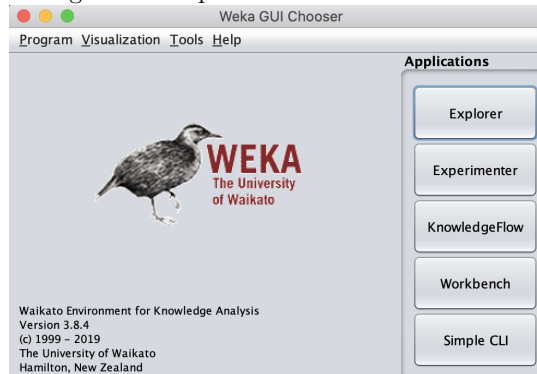 Weka GUI Chooser
Program Visualization Tools Help
Applications
Explorer
Experimenter
KnowledgeFlow
Workbench
Simple CLI
WEKA
The University
of Waikato
Waikato Environment for Knowledge Analysis
Version 3.8.4
(c) 1999 - 2019
The University of Waikato
Hamilton, New Zealand